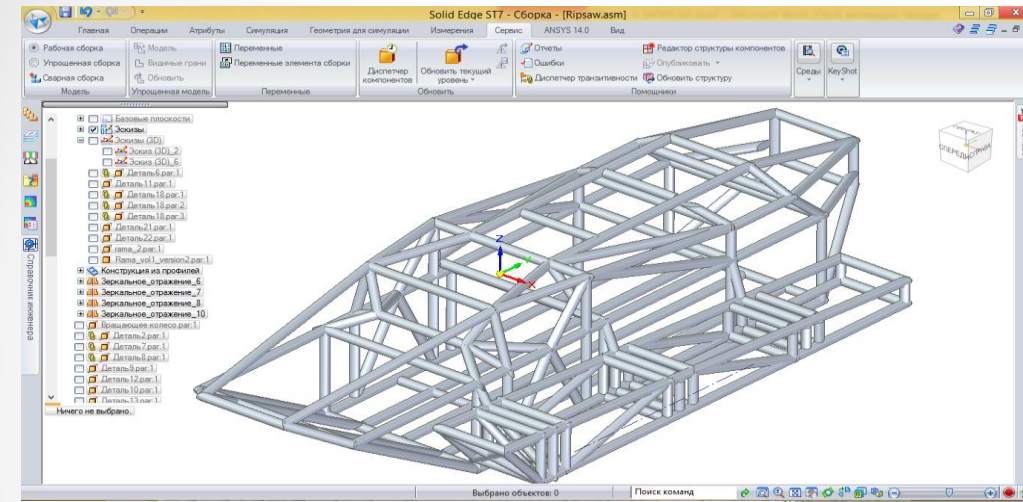 Solid Edge ST7 - Сборка - [Ripsaw.asm]
Главная Операции Атрибуты Симуляция Геометрия для симуляции Измерения Сервис ANSYS 14.0 Вид
Рабочая сборка
Упрощенная сборка
Сварная сборка
Модель
Модель
Видимые грани
Обновить
Упрощенная модель
Переменные
Переменные элемента сборки
Переменные
Диспетчер компонентов
Обновить текущий уровень
Обновить
Отчеты
Ошибки
Диспетчер транзитивности
Редактор структуры компонентов
Опубликовать
Обновить структуру
Помощники
Среды
KeyShot
Базовые плоскости
Эскизы
Эскизы (3D)
Эскиз (3D)_2
Эскиз (3D)_6
Деталь6.par:1
Деталь11.par:1
Деталь18.par:1
Деталь18.par:2
Деталь18.par:3
Деталь21.par:1
Деталь22.par:1
rama_2.par:1
Rama_vol1_version2.par:1
Конструкция из профилей
Зеркальное_отражение_6
Зеркальное_отражение_7
Зеркальное_отражение_8
Зеркальное_отражение_10
Вращающее колесо.par:1
Деталь2.par:1
Деталь7.par:1
Деталь8.par:1
Деталь9.par:1
Деталь12.par:1
Деталь10.par:1
Деталь13.par:1
Ничего не выбрано.
Справочник инженера
Z
Y
X
СПЕРЕДИ
Выбрано объектов: 0
Поиск команд